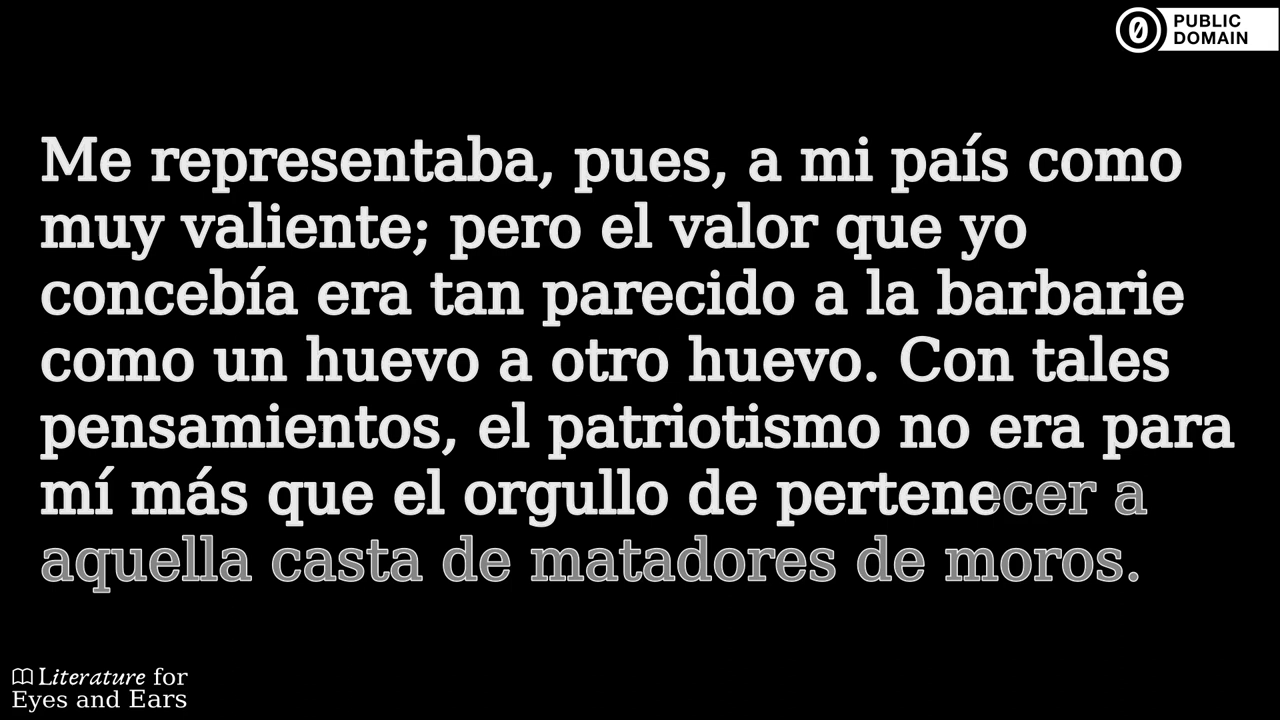 PUBLIC
DOMAIN
Me representaba, pues, a mi país como
muy valiente; pero el valor que yo
concebía era tan parecido a la barbarie
como un huevo a otro huevo. Con tales
pensamientos, el patriotismo no era para
mí más que el orgullo de pertenecer a
aquella casta de matadores de moros.
Literature for
Eyes and Ears